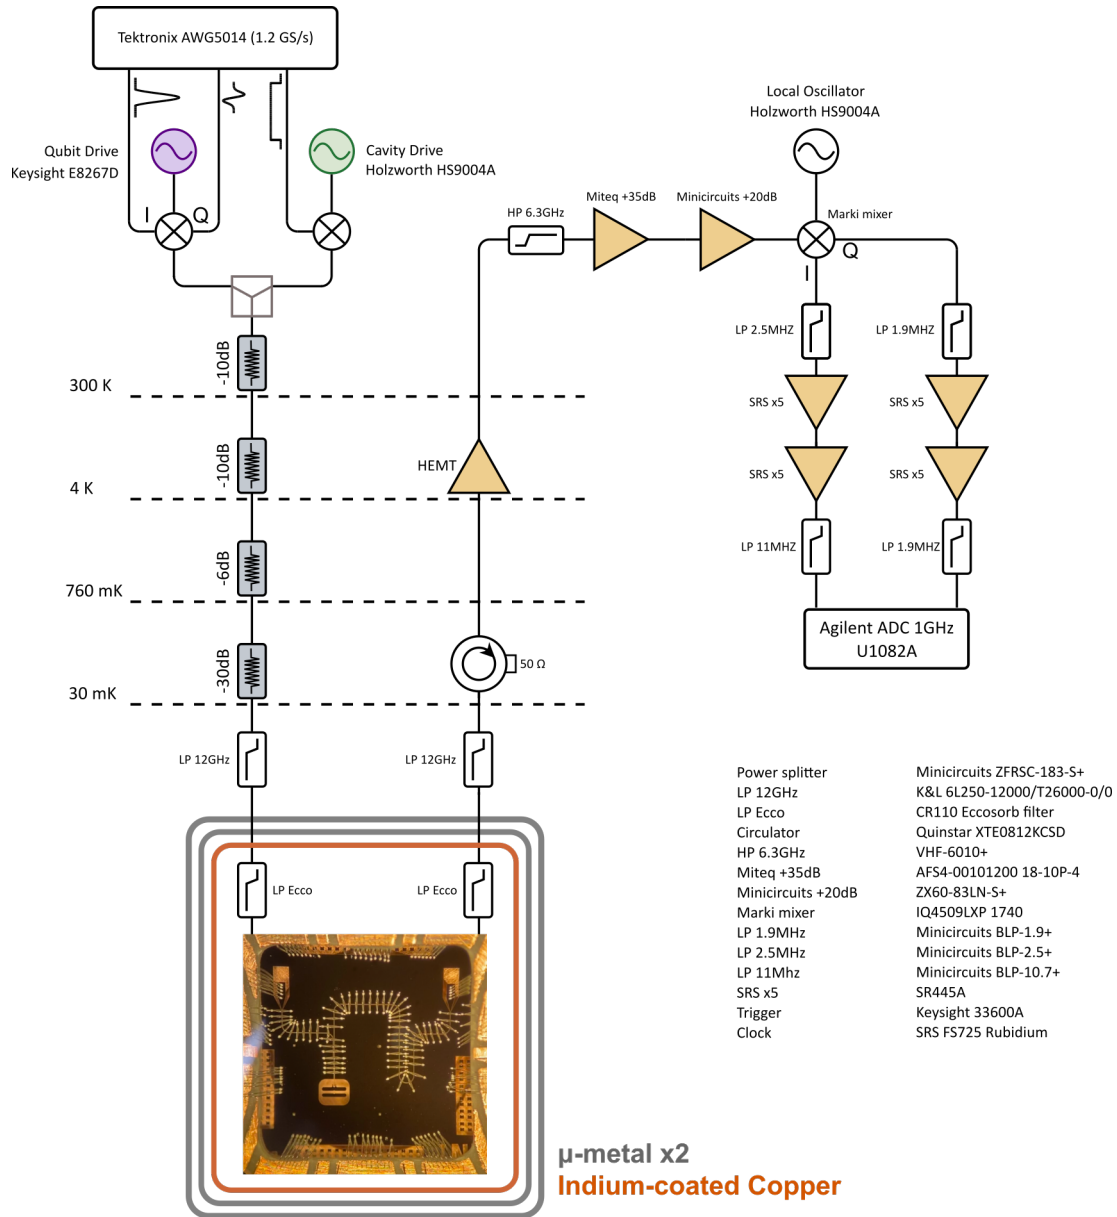 Tektronix AWG5014 (1.2 GS/s)
Qubit Drive
Keysight E8267D
Cavity Drive
Holzworth HS9004A
I
Q
Local Oscillator
Holzworth HS9004A
HP 6.3GHz
Miteq +35dB
Minicircuits +20dB
Marki mixer
Q
I
-10dB
300 K
LP 2.5MHZ
LP 1.9MHZ
SRS x5
SRS x5
-10dB
HEMT
4 K
SRS x5
SRS x5
-6dB
760 mK
LP 11MHZ
LP 1.9MHZ
Agilent ADC 1GHz
U1082A
-30dB
50 Ω
30 mK
LP 12GHz
LP 12GHz
LP Ecco
LP Ecco
Power splitter Minicircuits ZFRSC-183-S+
LP 12GHz K&L 6L250-12000/T26000-0/0
LP Ecco CR110 Eccosorb filter
Circulator Quinstar XTE0812KCSD
HP 6.3GHz VHF-6010+
Miteq +35dB AFS4-00101200 18-10P-4
Minicircuits +20dB ZX60-83LN-S+
Marki mixer IQ4509LXP 1740
LP 1.9MHz Minicircuits BLP-1.9+
LP 2.5MHz Minicircuits BLP-2.5+
LP 11Mhz Minicircuits BLP-10.7+
SRS x5 SR445A
Trigger Keysight 33600A
Clock SRS FS725 Rubidium
μ-metal x2
Indium-coated Copper